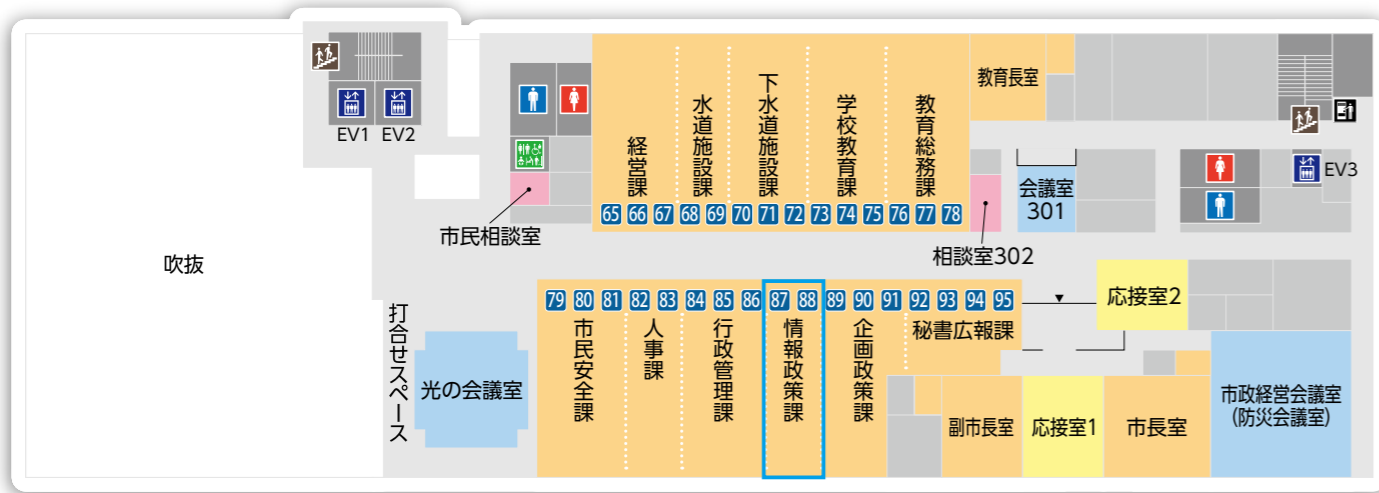 EV1
EV2
経営課
水道施設課
下水道施設課
学校教育課
教育総務課
教育長室
65 66 67 68 69 70 71 72 73 74 75 76 77 78
会議室
301
EV3
市民相談室
相談室302
吹抜
打合せスペース
光の会議室
79 80 81 82 83 84 85 86 87 88 89 90 91 92 93 94 95
市民安全課
人事課
行政管理課
情報政策課
企画政策課
秘書広報課
応接室2
副市長室
応接室1
市長室
市政経営会議室
(防災会議室)